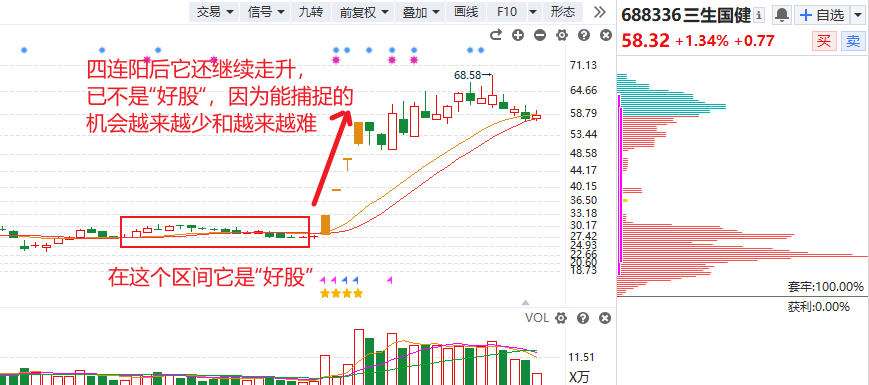 交易 信号 九转 前复权 叠加 画线 F10 形态
688336 三生国健
58.32 +1.34% +0.77
自选
买 卖
四连阳后它还继续走升，
已不是“好股“，因为能捕捉的
机会越来越少和越来越难
68.58
71.13
64.66
58.79
53.44
48.58
44.17
40.15
36.50
33.18
30.17
27.42
24.93
22.66
20.60
18.73
在这个区间它是“好股”
套牢:100.00%
获利:0.00%
VOL
11.51
X万